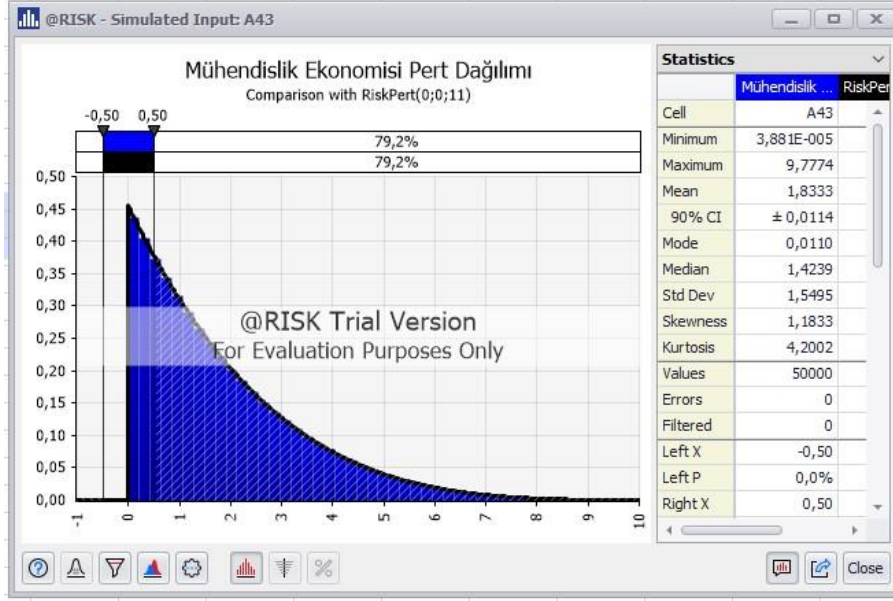 @RISK - Simulated Input: A43
Mühendislik Ekonomisi Pert Dağılımı
Comparison with RiskPert(0;0;11)
-0,50 0,50
79,2%
79,2%
0,50
0,45
0,40
0,35
0,30
0,25
0,20
0,15
0,10
0,05
0,00
-1 0 1 2 3 4 5 6 7 8 9 10
@RISK Trial Version
For Evaluation Purposes Only
Statistics
Mühendislik ... RiskPer
Cell A43
Minimum 3,881E-005
Maximum 9,7774
Mean 1,8333
90% CI ± 0,0114
Mode 0,0110
Median 1,4239
Std Dev 1,5495
Skewness 1,1833
Kurtosis 4,2002
Values 50000
Errors 0
Filtered 0
Left X -0,50
Left P 0,0%
Right X 0,50
Close